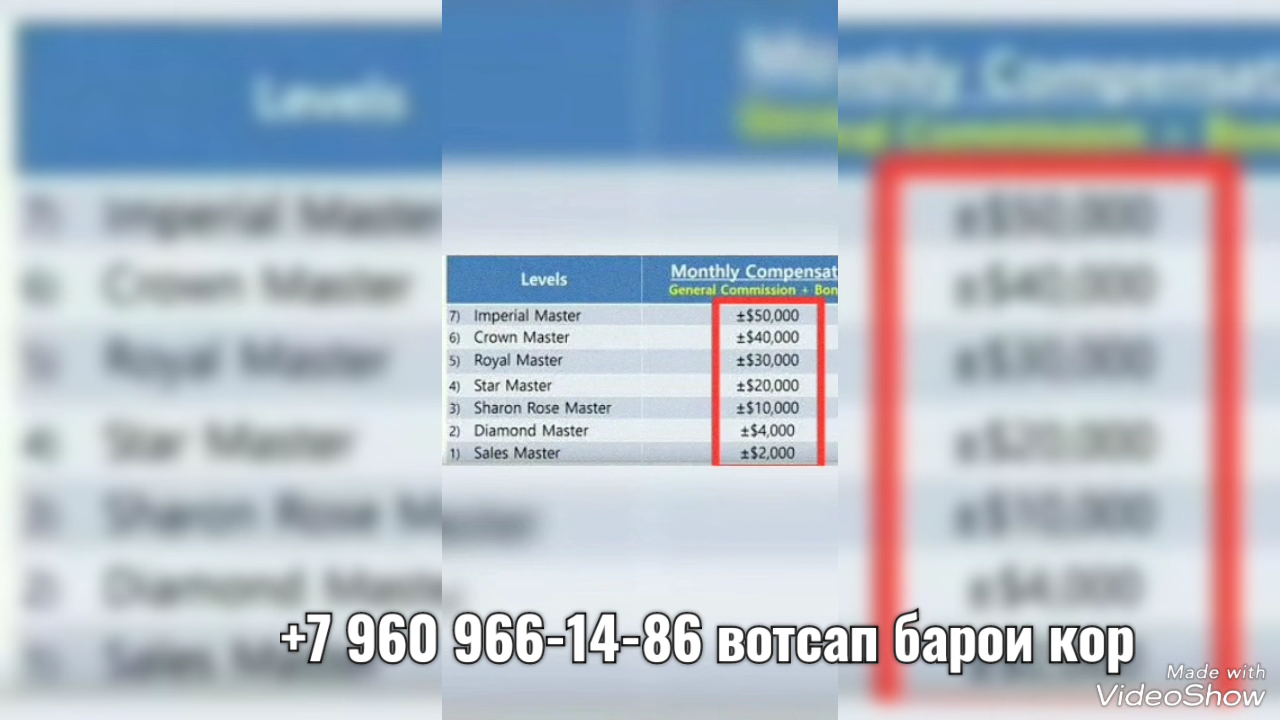 Levels
Monthly Compensat
General Commission + Bon
7) Imperial Master ±$50,000
6) Crown Master ±$40,000
5) Royal Master ±$30,000
4) Star Master ±$20,000
3) Sharon Rose Master ±$10,000
2) Diamond Master ±$4,000
1) Sales Master ±$2,000
+7 960 966-14-86 вотсап барои кор
Made with
VideoShow